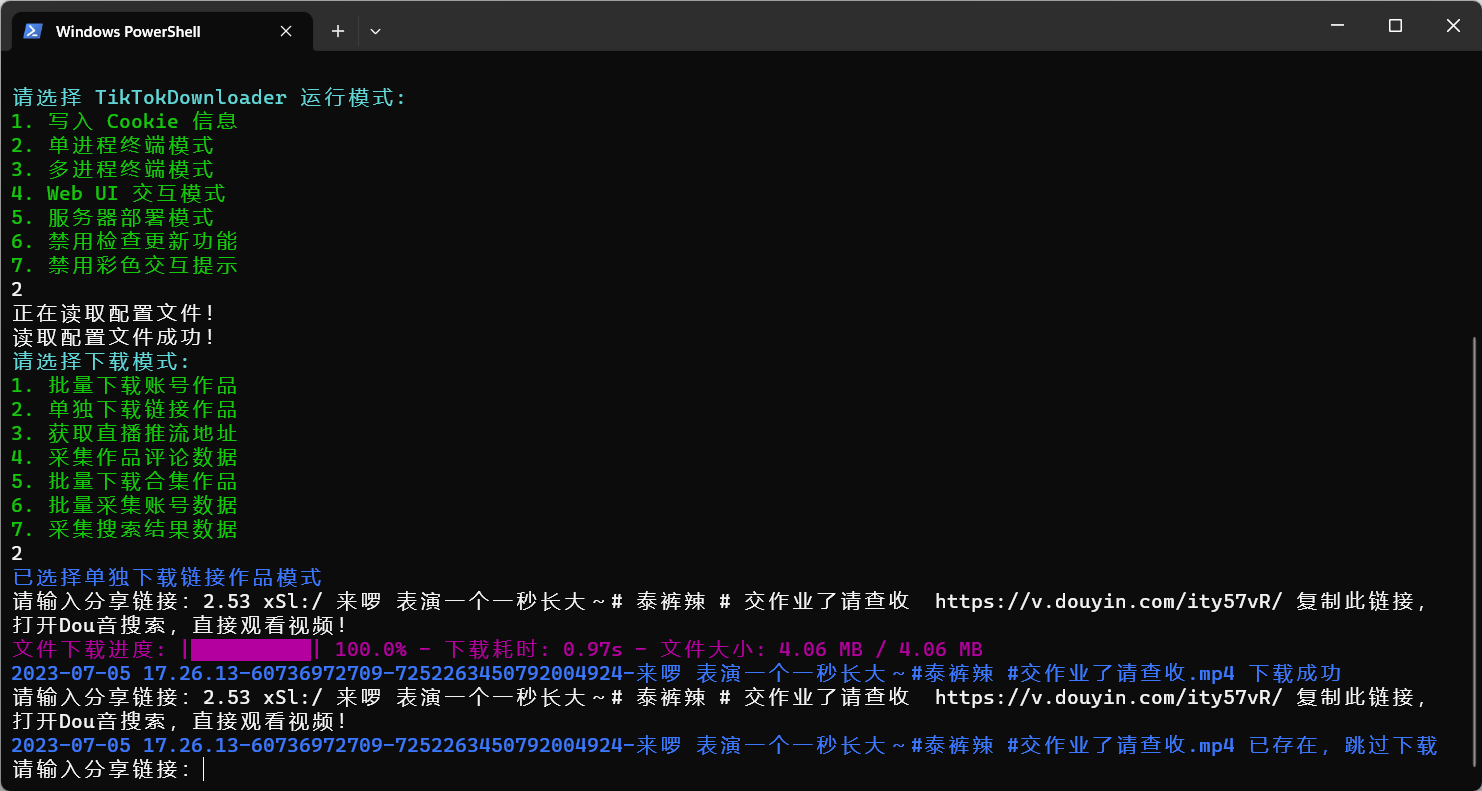 Windows PowerShell
请选择 TikTokDownloader 运行模式:
1. 写入 Cookie 信息
2. 单进程终端模式
3. 多进程终端模式
4. Web UI 交互模式
5. 服务器部署模式
6. 禁用检查更新功能
7. 禁用彩色交互提示
2
正在读取配置文件!
读取配置文件成功!
请选择下载模式:
1. 批量下载账号作品
2. 单独下载链接作品
3. 获取直播推流地址
4. 采集作品评论数据
5. 批量下载合集作品
6. 批量采集账号数据
7. 采集搜索结果数据
2
已选择单独下载链接作品模式
请输入分享链接: 2.53 xSl:/ 来啰 表演一个一秒长大～# 泰裤辣 # 交作业了请查收  https://v.douyin.com/ity57vR/ 复制此链接，
打开Dou音搜索，直接观看视频！
文件下载进度: |██████████| 100.0% - 下载耗时: 0.97s - 文件大小: 4.06 MB / 4.06 MB
2023-07-05 17.26.13-60736972709-7252263450792004924-来啰 表演一个一秒长大～#泰裤辣 #交作业了请查收.mp4 下载成功
请输入分享链接: 2.53 xSl:/ 来啰 表演一个一秒长大～# 泰裤辣 # 交作业了请查收  https://v.douyin.com/ity57vR/ 复制此链接，
打开Dou音搜索，直接观看视频！
2023-07-05 17.26.13-60736972709-7252263450792004924-来啰 表演一个一秒长大～#泰裤辣 #交作业了请查收.mp4 已存在，跳过下载
请输入分享链接: